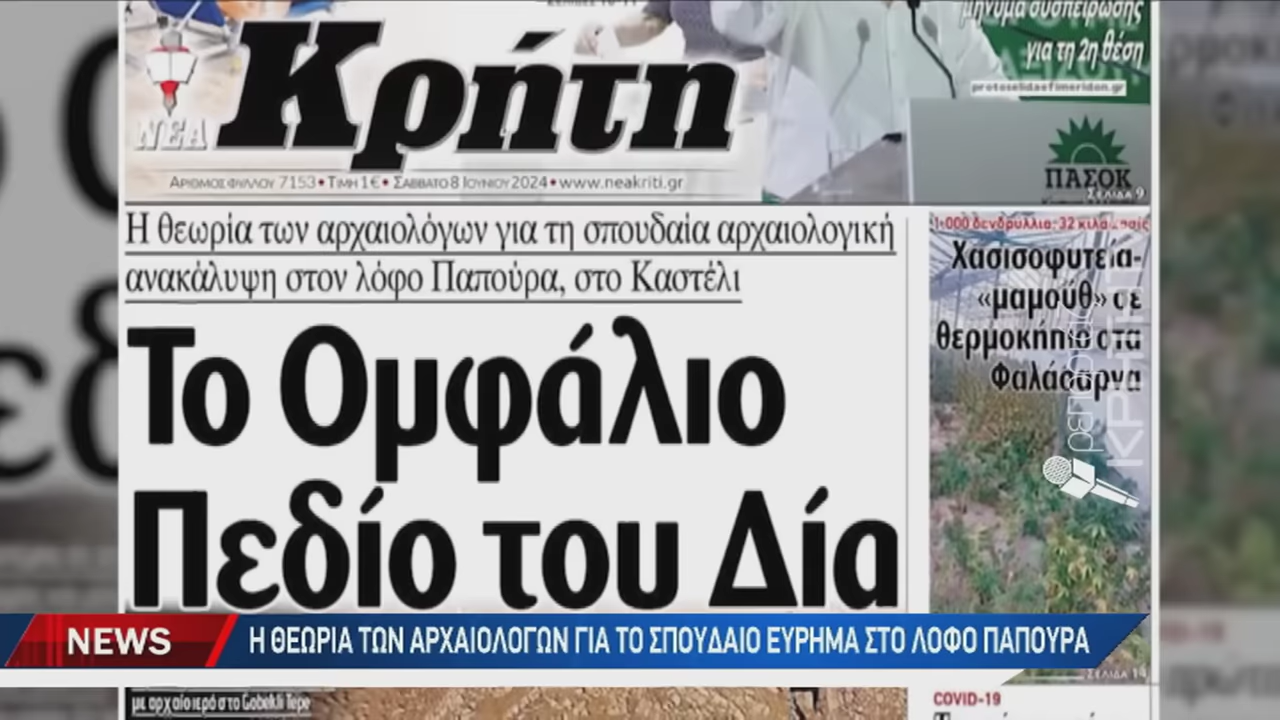 μήνυμα συσπείρωσης
για τη 2η θέση
protoselidaefimeridon.gr
ΝΕΑ
Κρήτη
ΠΑΣΟΚ
ΣΕΛΙΔΑ 9
ΑΡΙΘΜΟΣ ΦΥΛΛΟΥ 7153 • ΤΙΜΗ 1€ • ΣΑΒΒΑΤΟ 8 ΙΟΥΝΙΟΥ 2024 • www.neakriti.gr
Η θεωρία των αρχαιολόγων για τη σπουδαία αρχαιολογική
ανακάλυψη στον λόφο Παπούρα, στο Καστέλι
Το Ομφάλιο
Πεδίο του Δία
1.000 δενδρύλλια, 32 κιλά
Χασισοφυτεία-
«μαμούθ» σε
θερμοκήπιο στα
Φαλάσαρνα
ρεπορτάζ
ΚΡΗΤΗ
NEWS
Η ΘΕΩΡΙΑ ΤΩΝ ΑΡΧΑΙΟΛΟΓΩΝ ΓΙΑ ΤΟ ΣΠΟΥΔΑΙΟ ΕΥΡΗΜΑ ΣΤΟ ΛΟΦΟ ΠΑΠΟΥΡΑ
ΣΕΛΙΔΑ 14
με αρχαίο ιερό στο Gobekli Tepe
COVID-19